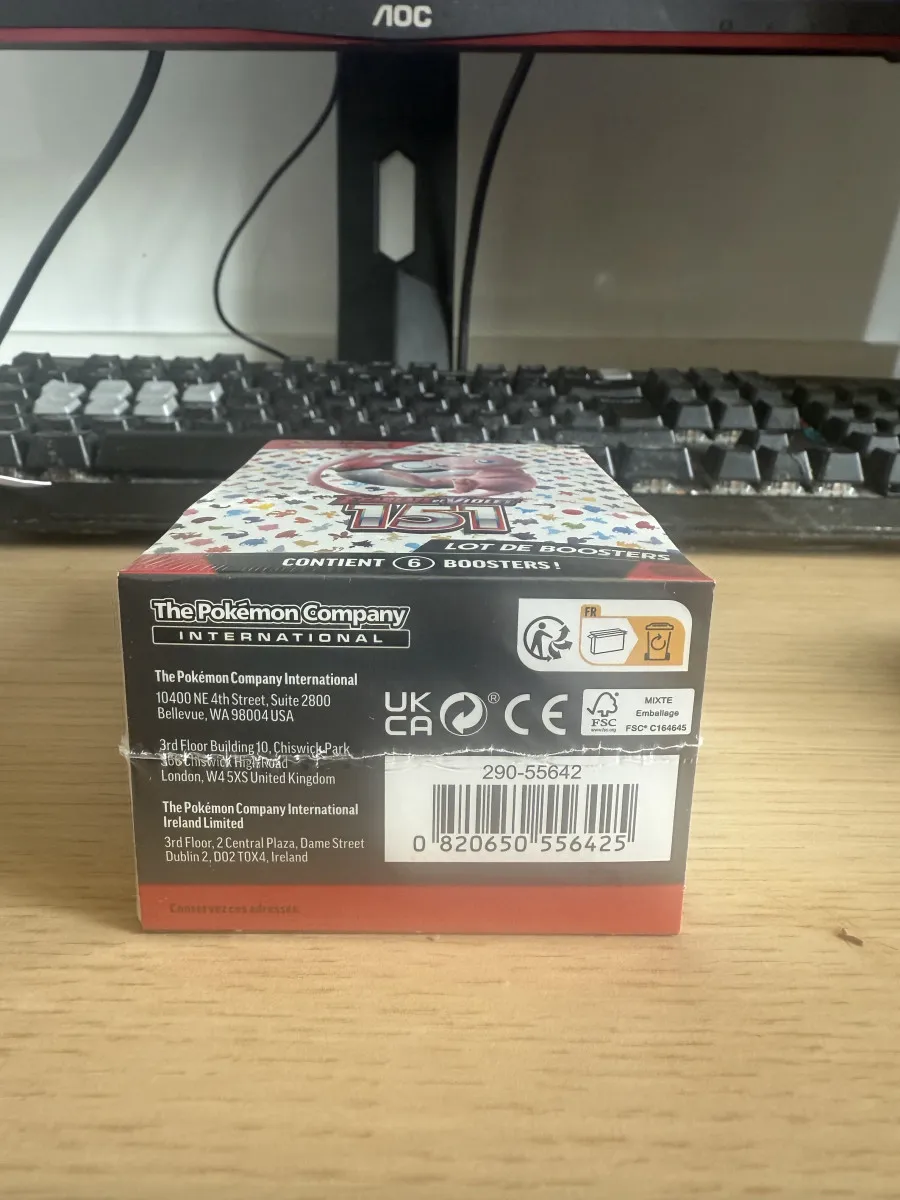 AOC
151
LOT DE BOOSTERS
CONTIENT 6 BOOSTERS!
The Pokémon Company
INTERNATIONAL
FR
The Pokémon Company International
10400 NE 4th Street, Suite 2800
Bellevue, WA 98004 USA
3rd Floor Building 10, Chiswick Park
566 Chiswick High Road
London, W4 5XS United Kingdom
The Pokémon Company International
Ireland Limited
3rd Floor, 2 Central Plaza, Dame Street
Dublin 2, D02 T0X4, Ireland
UK
CA
®
CE
FSC
www.fsc.org
MIXTE
Emballage
FSC® C164645
290-55642
0 820650 556425
Conservez ces adresses.